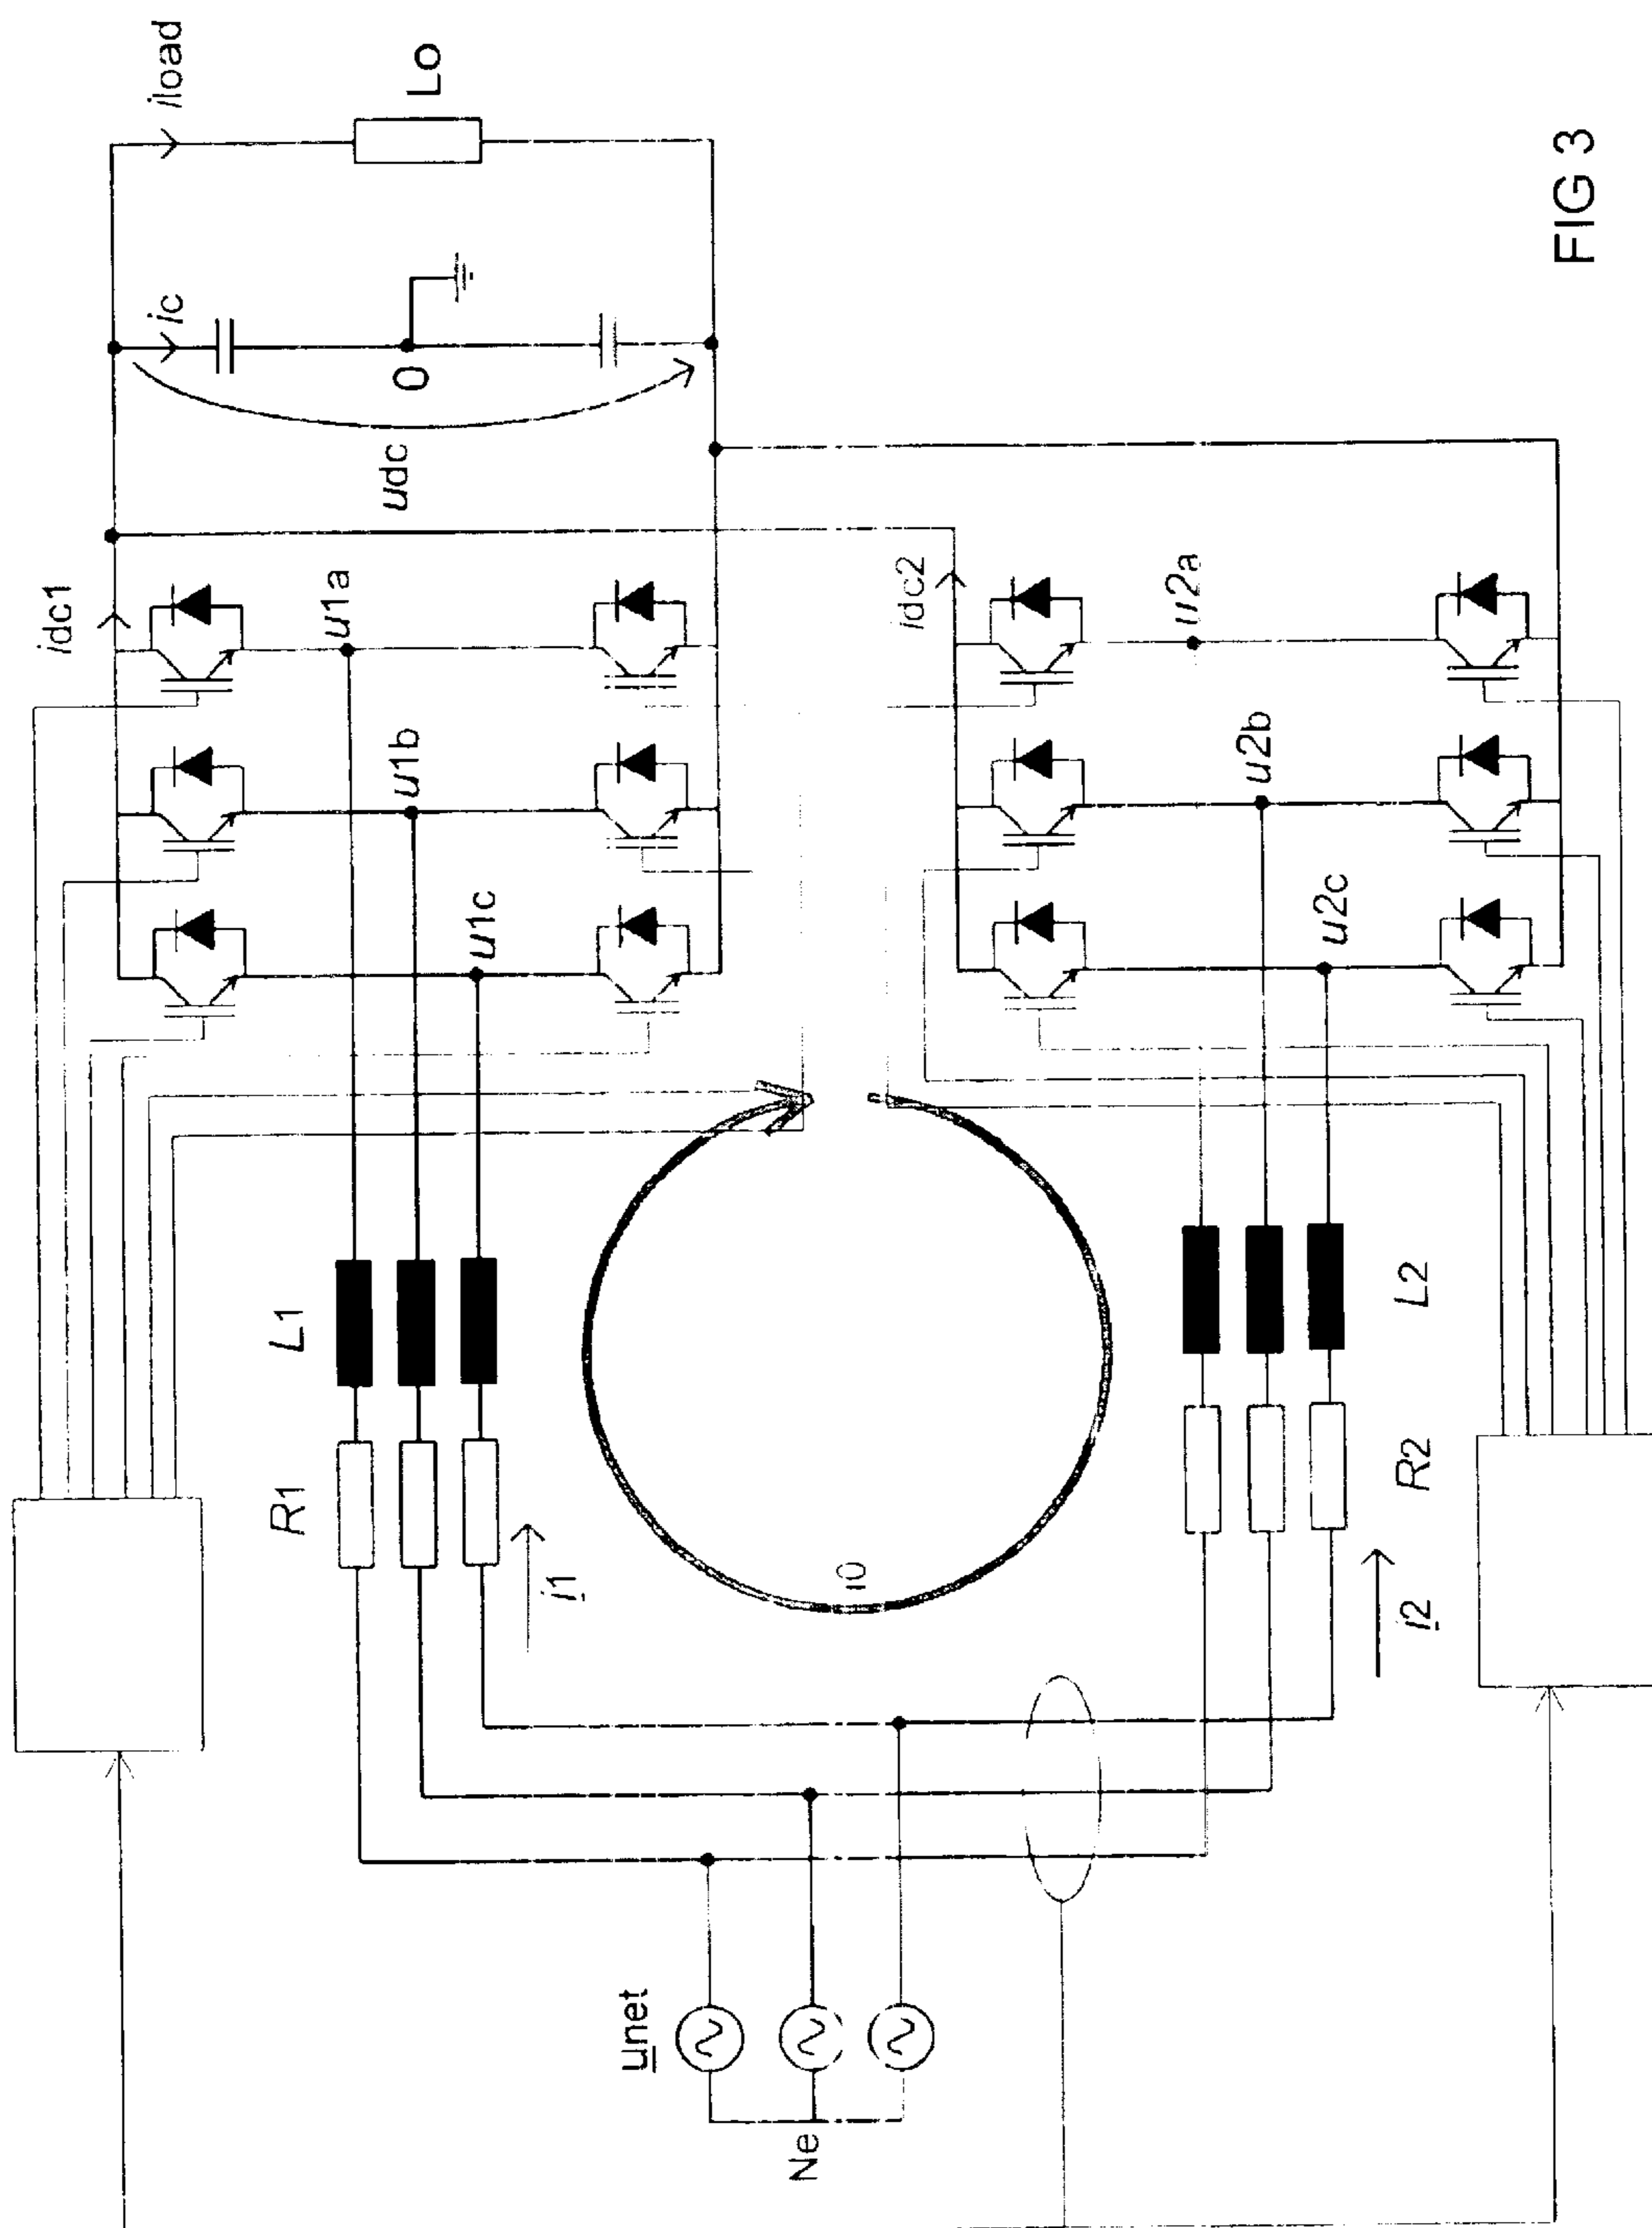 iload
Lo
ic
0
udc
idc1
u1a
u1b
u1c
idc2
u2a
u2b
u2c
L1
R1
i1
i0
L2
R2
i2
unet
Ne
FIG 3